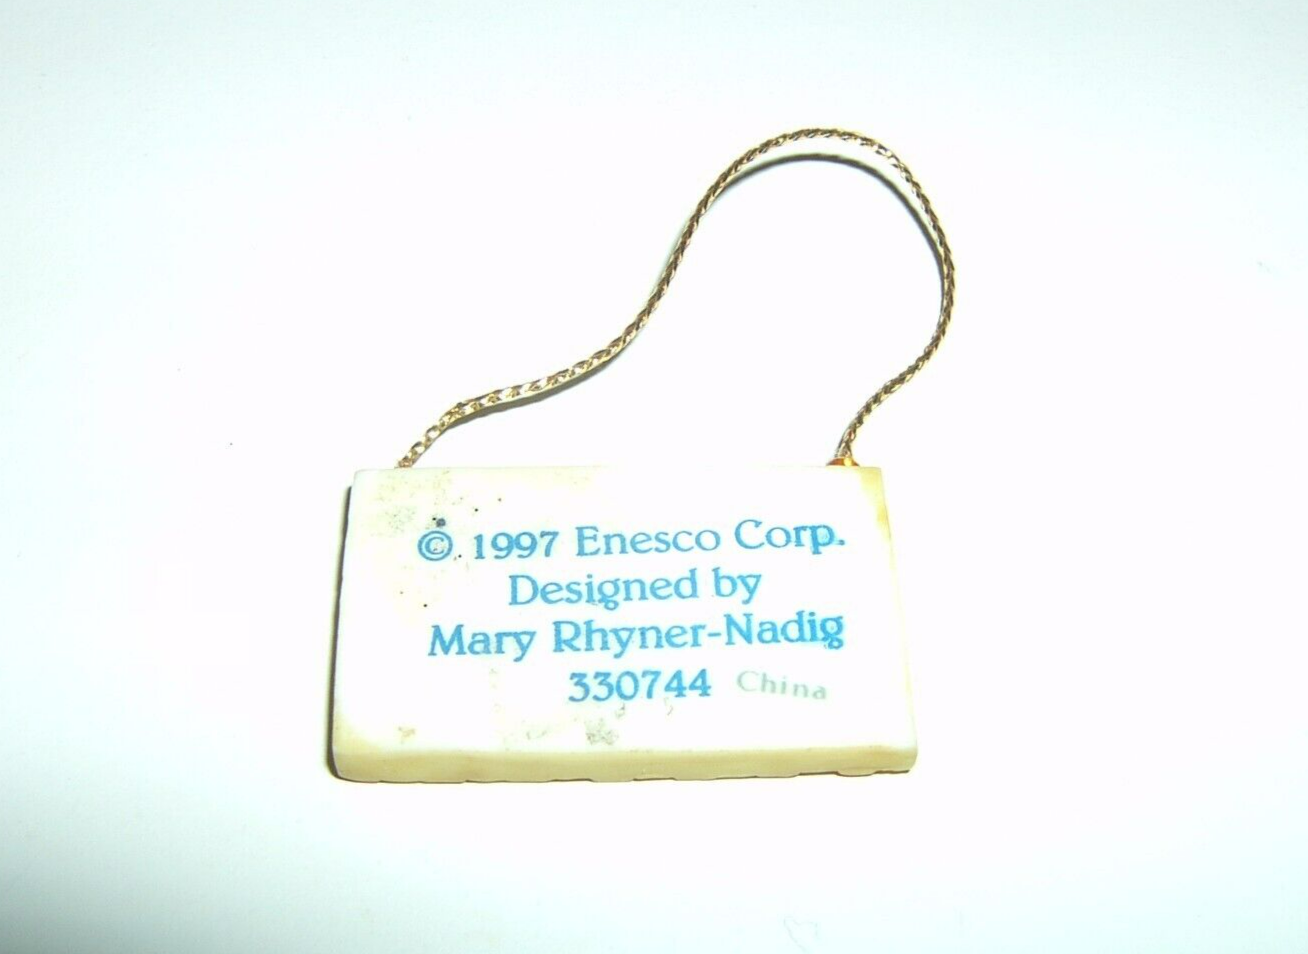 © 1997 Enesco Corp.
Designed by
Mary Rhyner-Nadig
330744 China